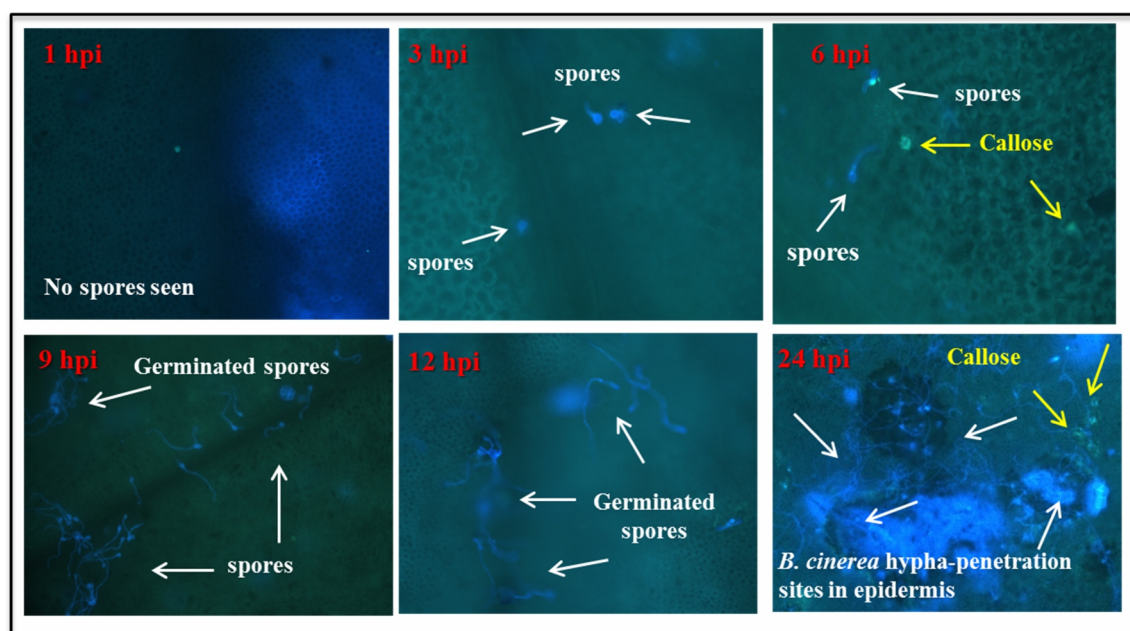 1 hpi
No spores seen
3 hpi
spores
spores
6 hpi
spores
Callose
spores
9 hpi
Germinated spores
spores
12 hpi
Germinated
spores
24 hpi
Callose
B. cinerea hypha-penetration
sites in epidermis